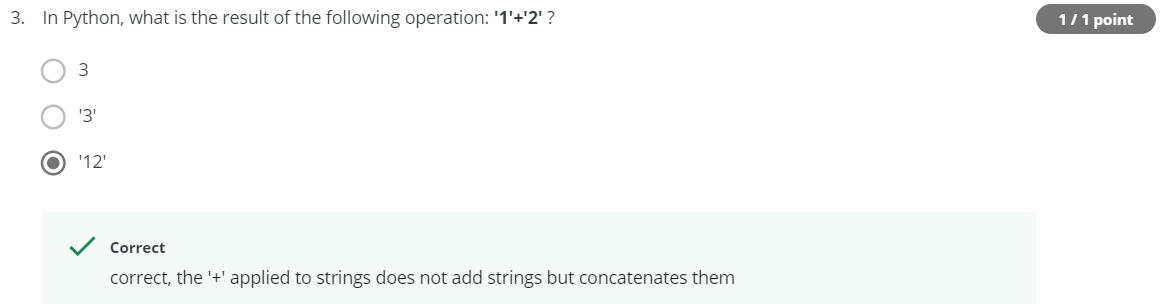 3. In Python, what is the result of the following operation: '1'+'2' ?
1 / 1 point
3
'3'
'12'
Correct
correct, the '+' applied to strings does not add strings but concatenates them